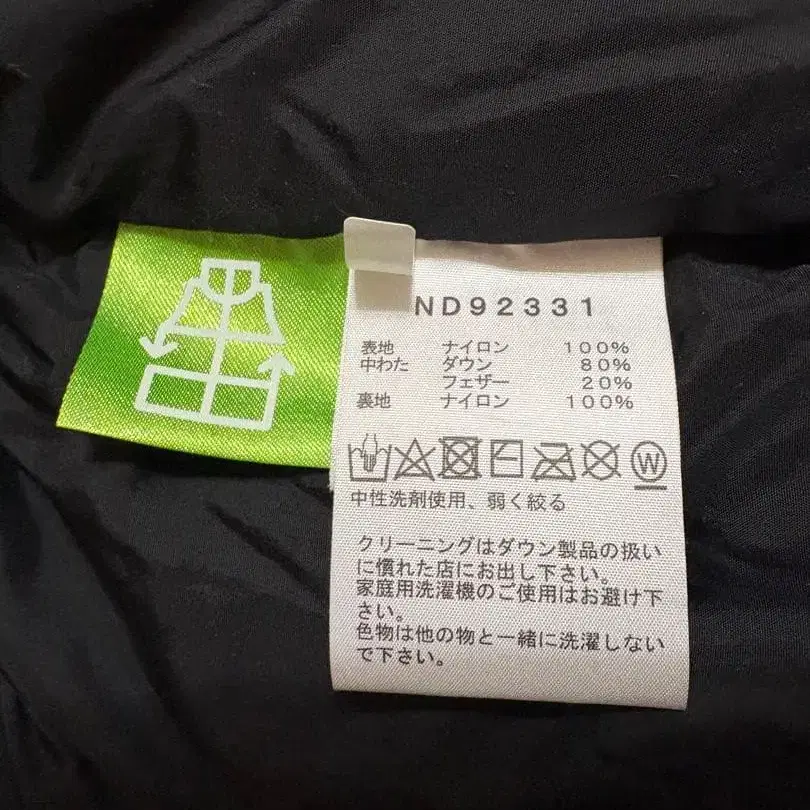 ND92331
表地 ナイロン 100%
中わた ダウン 80%
フェザー 20%
裏地 ナイロン 100%
W
中性洗剤使用、弱く絞る
クリーニングはダウン製品の扱い
に慣れた店にお出し下さい。
家庭用洗濯機のご使用はお避け下
さい。
色物は他の物と一緒に洗濯しない
で下さい。